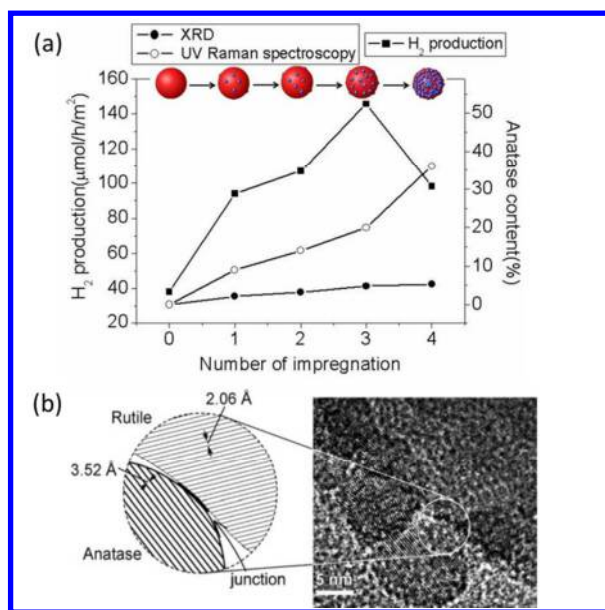 (a)
XRD
UV Raman spectroscopy
H₂ production
160
140
120
100
80
60
40
20
H₂ production(μmol/h/m²)
50
40
30
20
10
0
Anatase content(%)
0 1 2 3 4
Number of impregnation
(b)
Rutile
2.06 Å
3.52 Å
Anatase
junction
5 nm